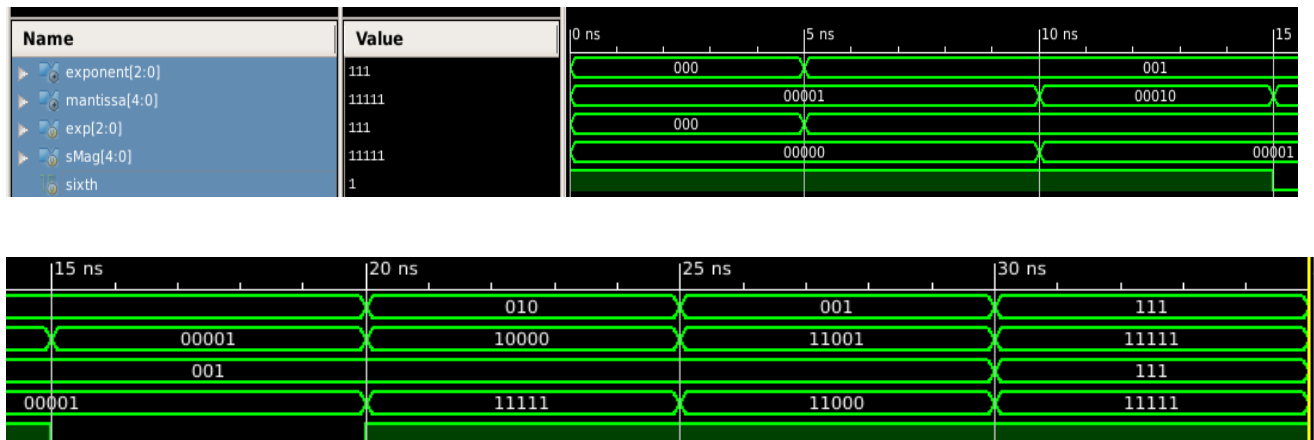 Name Value 0 ns 5 ns 10 ns 15
exponent[2:0] 111 000 001
mantissa[4:0] 11111 00001 00010
exp[2:0] 111 000
sMag[4:0] 11111 00000 00001
sixth 1
15 ns 20 ns 25 ns 30 ns
010 001 111
00001 10000 11001 11111
001 111
00001 11111 11000 11111